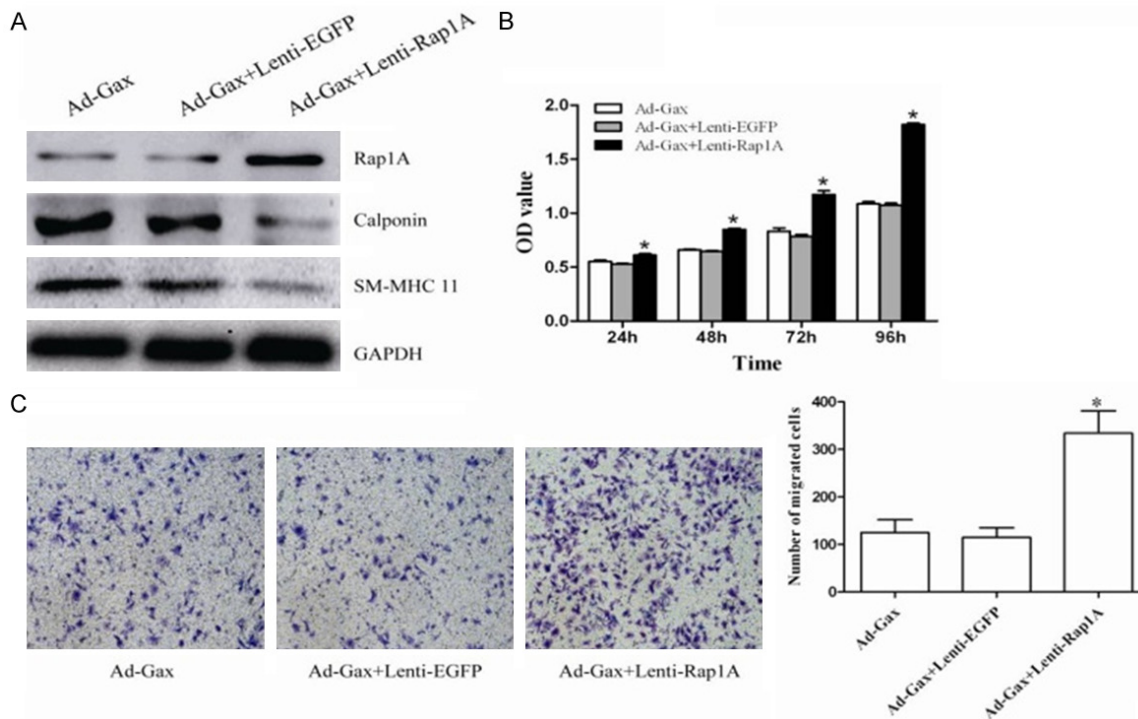 A
Ad-Gax
Ad-Gax+Lenti-EGFP
Ad-Gax+Lenti-Rap1A
Rap1A
Calponin
SM-MHC 11
GAPDH
B
Ad-Gax
Ad-Gax+Lenti-EGFP
Ad-Gax+Lenti-Rap1A
OD value
2.0
1.5
1.0
0.5
0.0
* * * *
24h 48h 72h 96h
Time
C
Ad-Gax
Ad-Gax+Lenti-EGFP
Ad-Gax+Lenti-Rap1A
Number of migrated cells
400
300
200
100
0
*
Ad-Gax
Ad-Gax+Lenti-EGFP
Ad-Gax+Lenti-Rap1A